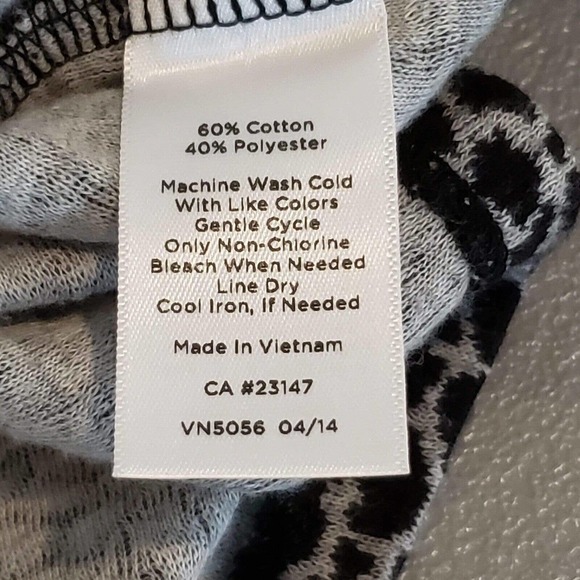 60% Cotton
40% Polyester
Machine Wash Cold
With Like Colors
Gentle Cycle
Only Non-Chlorine
Bleach When Needed
Line Dry
Cool Iron, If Needed
Made In Vietnam
CA #23147
VN5056 04/14